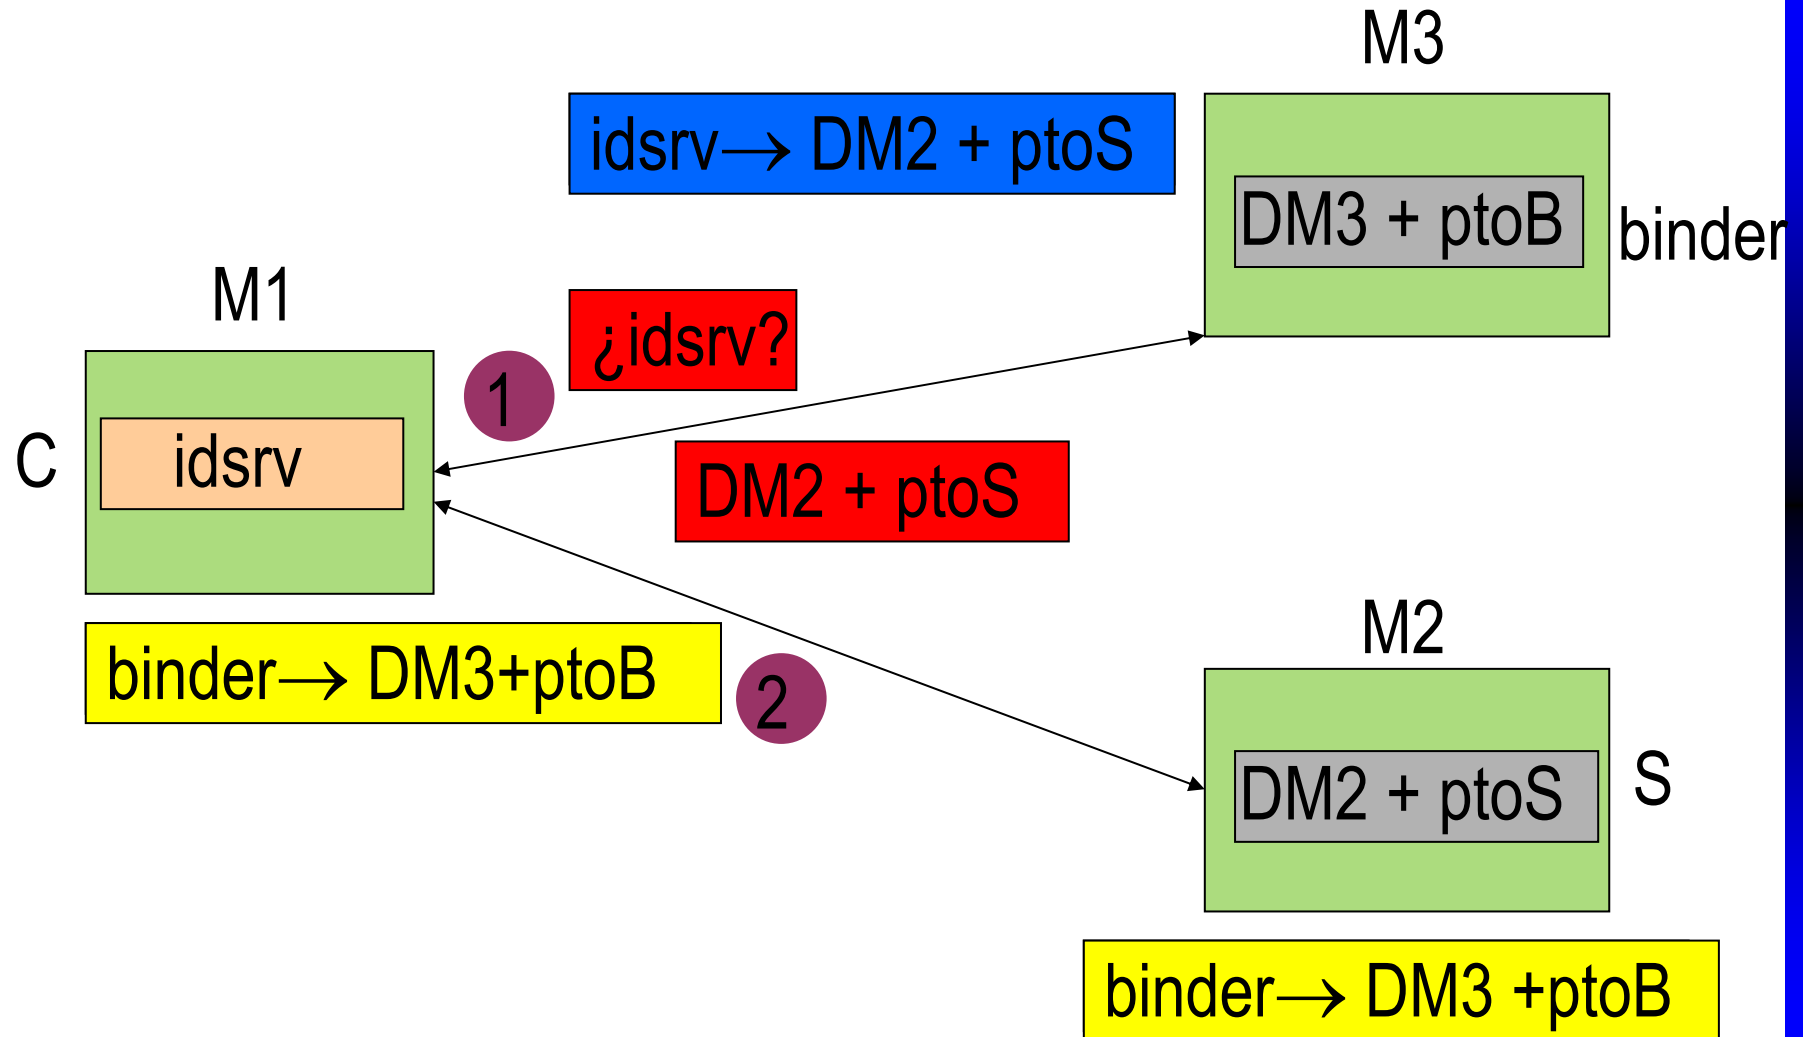 M3
idsrv→ DM2 + ptoS
DM3 + ptoB
binder
M1
¿idsrv?
1
C
idsrv
DM2 + ptoS
M2
binder→ DM3+ptoB
2
DM2 + ptoS
S
binder→ DM3 +ptoB